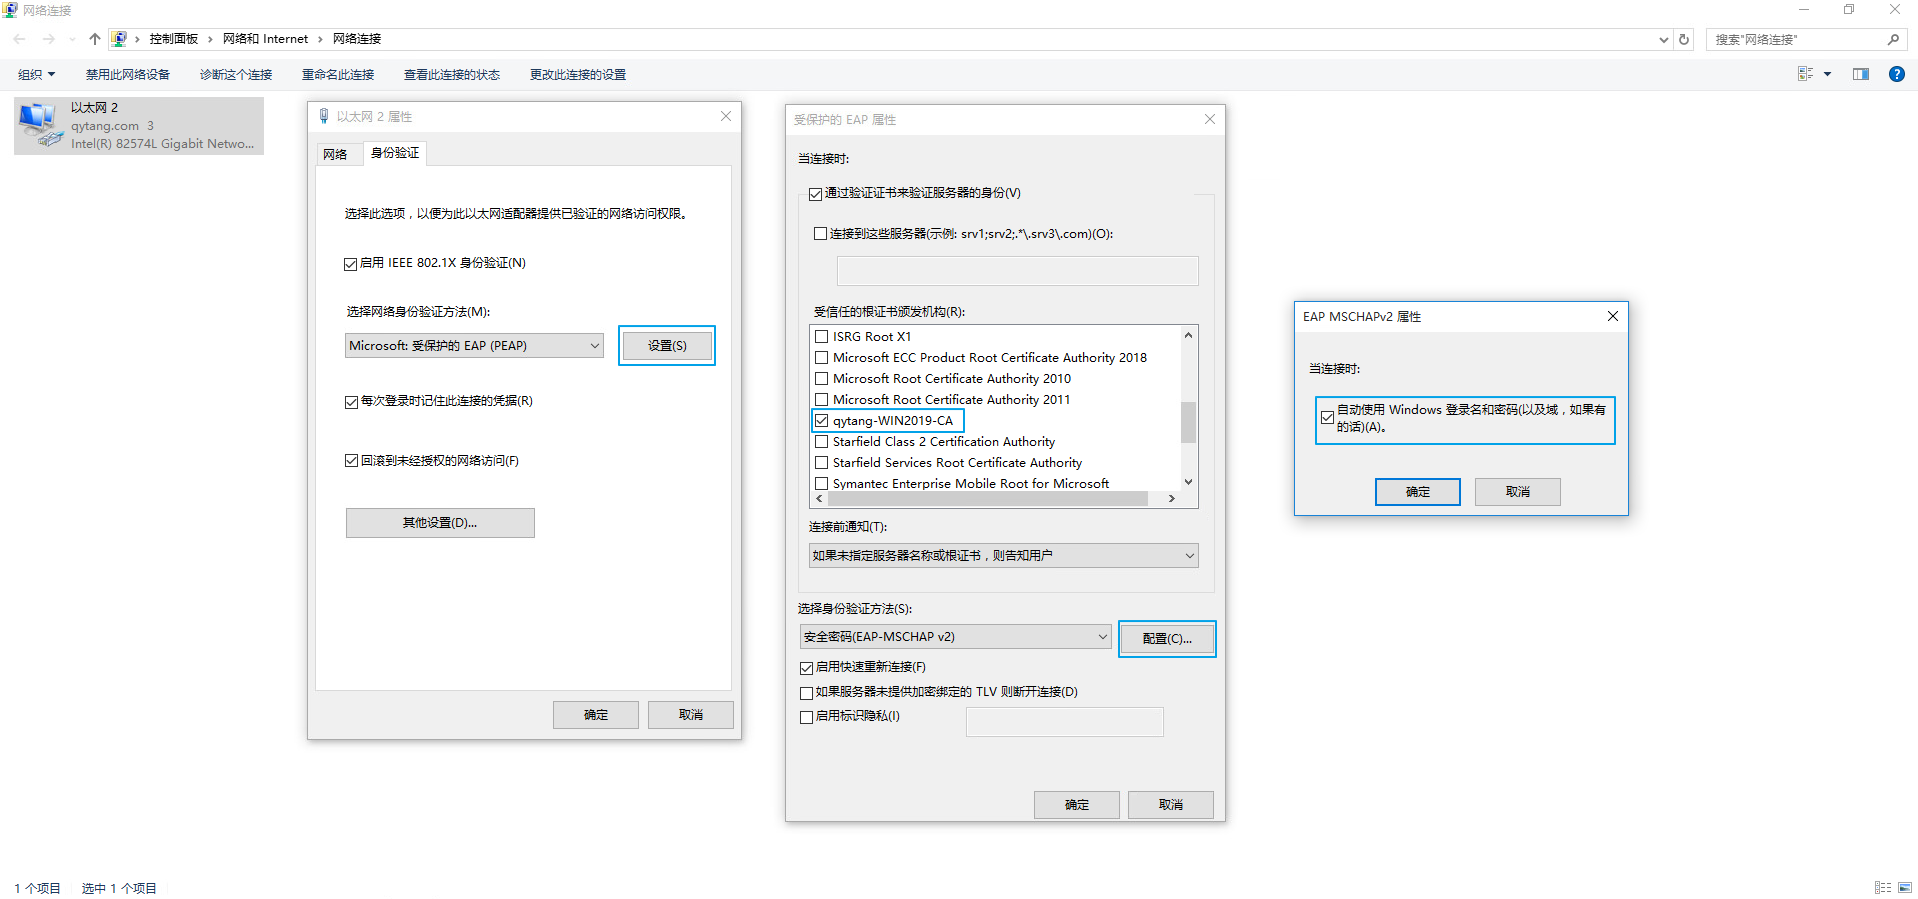 网络连接
控制面板 › 网络和 Internet › 网络连接
搜索"网络连接"
组织
禁用此网络设备
诊断这个连接
重命名此连接
查看此连接的状态
更改此连接的设置
以太网 2
qytang.com 3
Intel(R) 82574L Gigabit Netwo...
以太网 2 属性
网络
身份验证
选择此选项，以便为此以太网适配器提供已验证的网络访问权限。
启用 IEEE 802.1X 身份验证(N)
选择网络身份验证方法(M):
Microsoft: 受保护的 EAP (PEAP)
设置(S)
每次登录时记住此连接的凭据(R)
回滚到未经授权的网络访问(F)
其他设置(D)...
确定
取消
受保护的 EAP 属性
当连接时:
通过验证证书来验证服务器的身份(V)
连接到这些服务器(示例: srv1;srv2;.*\.srv3\.com)(O):
受信任的根证书颁发机构(R):
ISRG Root X1
Microsoft ECC Product Root Certificate Authority 2018
Microsoft Root Certificate Authority 2010
Microsoft Root Certificate Authority 2011
qytang-WIN2019-CA
Starfield Class 2 Certification Authority
Starfield Services Root Certificate Authority
Symantec Enterprise Mobile Root for Microsoft
连接前通知(T):
如果未指定服务器名称或根证书，则告知用户
选择身份验证方法(S):
安全密码(EAP-MSCHAP v2)
配置(C)...
启用快速重新连接(F)
如果服务器未提供加密绑定的 TLV 则断开连接(D)
启用标识隐私(I)
确定
取消
EAP MSCHAPv2 属性
当连接时:
自动使用 Windows 登录名和密码(以及域，如果有
的话)(A)。
确定
取消
1 个项目
选中 1 个项目